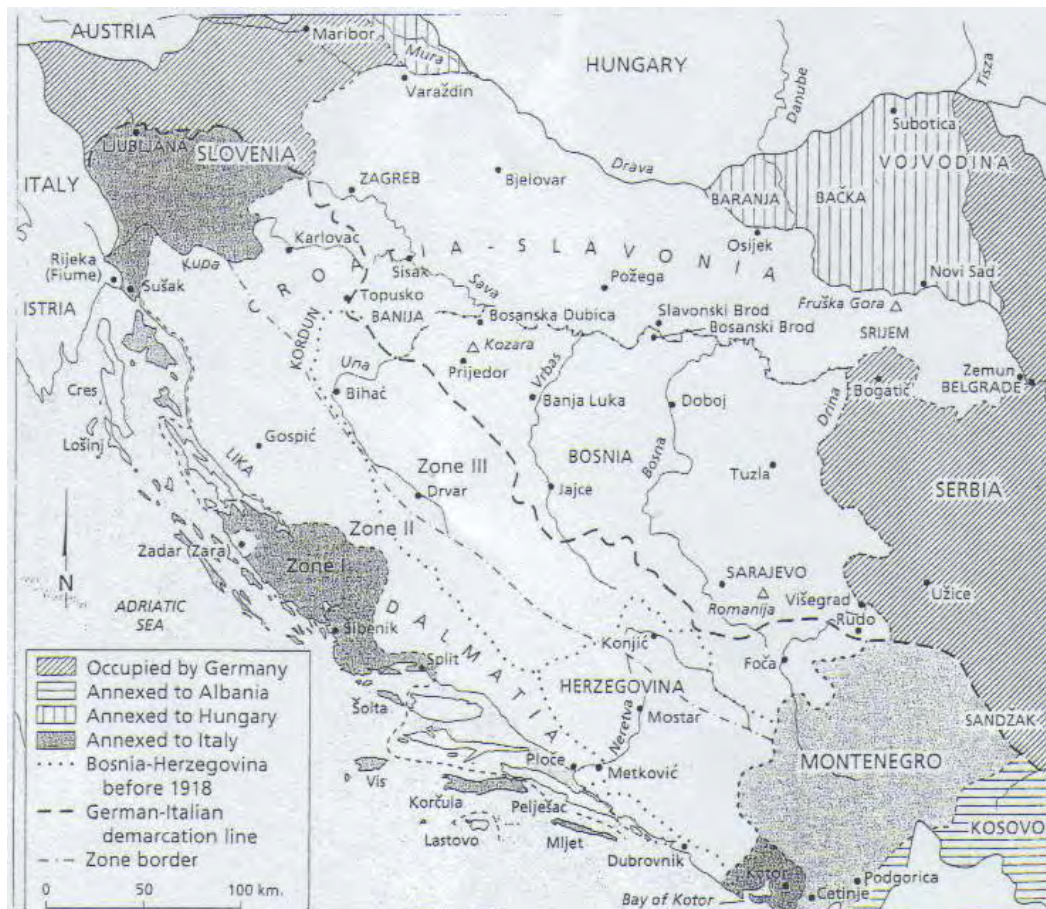 AUSTRIA
Maribor
Mura
HUNGARY
Danube
Tisza
Varaždin
Subotica
LJUBLJANA
SLOVENIA
VOJVODINA
ITALY
ZAGREB
Bjelovar
Drava
BARANJA
BAČKA
Karlovac
Osijek
Rijeka
(Fiume)
Kupa
CROATIA-SLAVONIA
Sisak
Sava
Požega
Novi Sad
Sušak
Topusko
Fruška Gora
ISTRIA
KORDUN
BANIJA
Bosanska Dubica
Slavonski Brod
Bosanski Brod
SRIJEM
Kozara
Una
Prijedor
Vrbas
Zemun
BELGRADE
Cres
Bihać
Banja Luka
Doboj
Drina
Bogatič
Lošinj
Gospić
LIKA
Zone III
BOSNIA
Bosna
Tuzla
Drvar
Jajce
SERBIA
Zone II
Zadar (Zara)
Zone I
N
SARAJEVO
Romanija
Višegrad
Užice
ADRIATIC
SEA
Šibenik
DALMATIA
Konjić
Rudo
Foča
Split
HERZEGOVINA
Šolta
Neretva
Mostar
SANDZAK
Vis
Ploče
Metković
MONTENEGRO
Korčula
Pelješac
Lastovo
Mljet
KOSOVO
Dubrovnik
Kotor
Podgorica
Cetinje
Bay of Kotor
Occupied by Germany
Annexed to Albania
Annexed to Hungary
Annexed to Italy
Bosnia-Herzegovina
before 1918
German-Italian
demarcation line
Zone border
0 50 100 km.